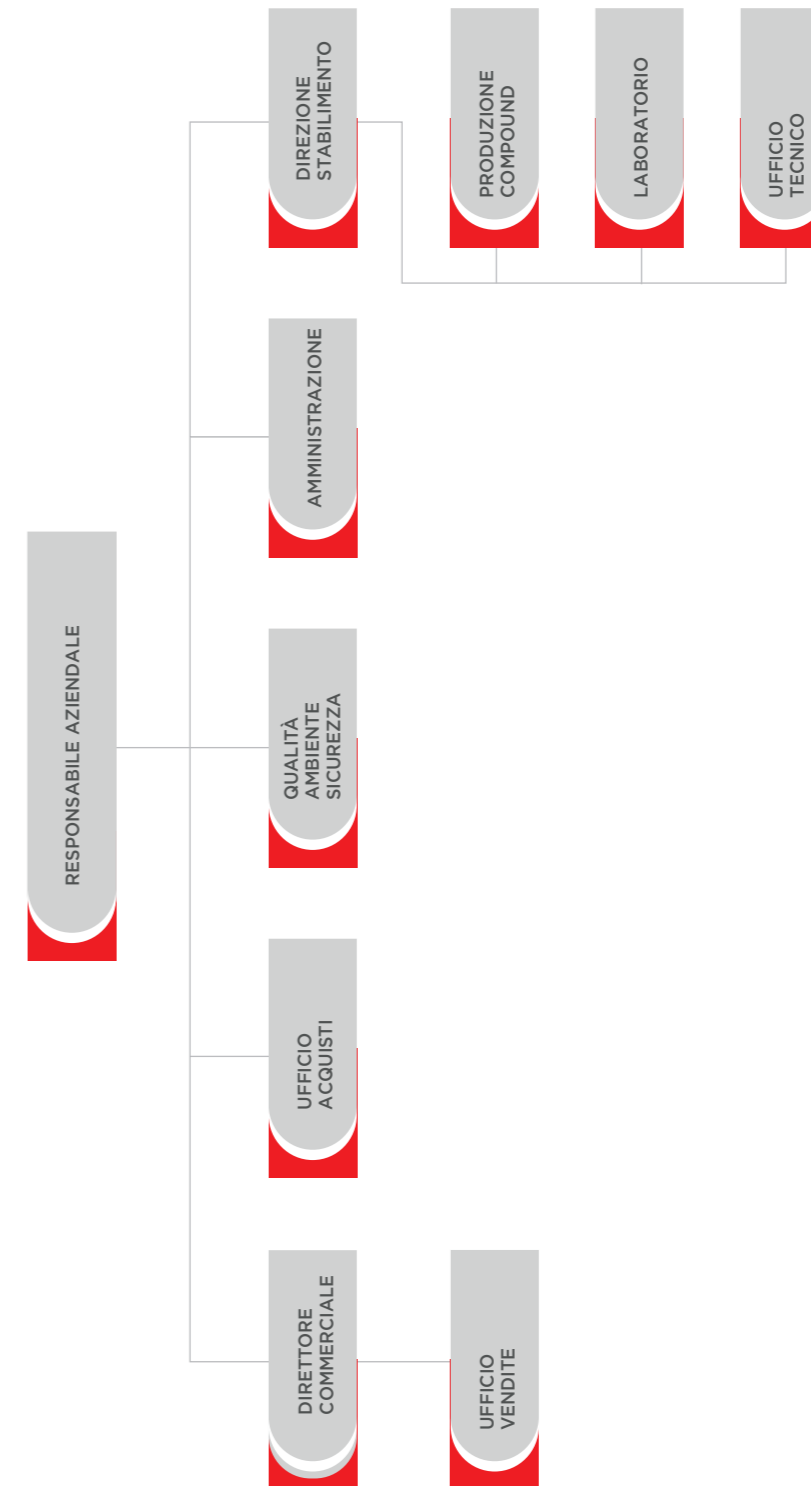 RESPONSABILE AZIENDALE
DIRETTORE
COMMERCIALE
UFFICIO
ACQUISTI
QUALITÀ
AMBIENTE
SICUREZZA
AMMINISTRAZIONE
DIREZIONE
STABILIMENTO
UFFICIO
VENDITE
PRODUZIONE
COMPOUND
LABORATORIO
UFFICIO
TECNICO